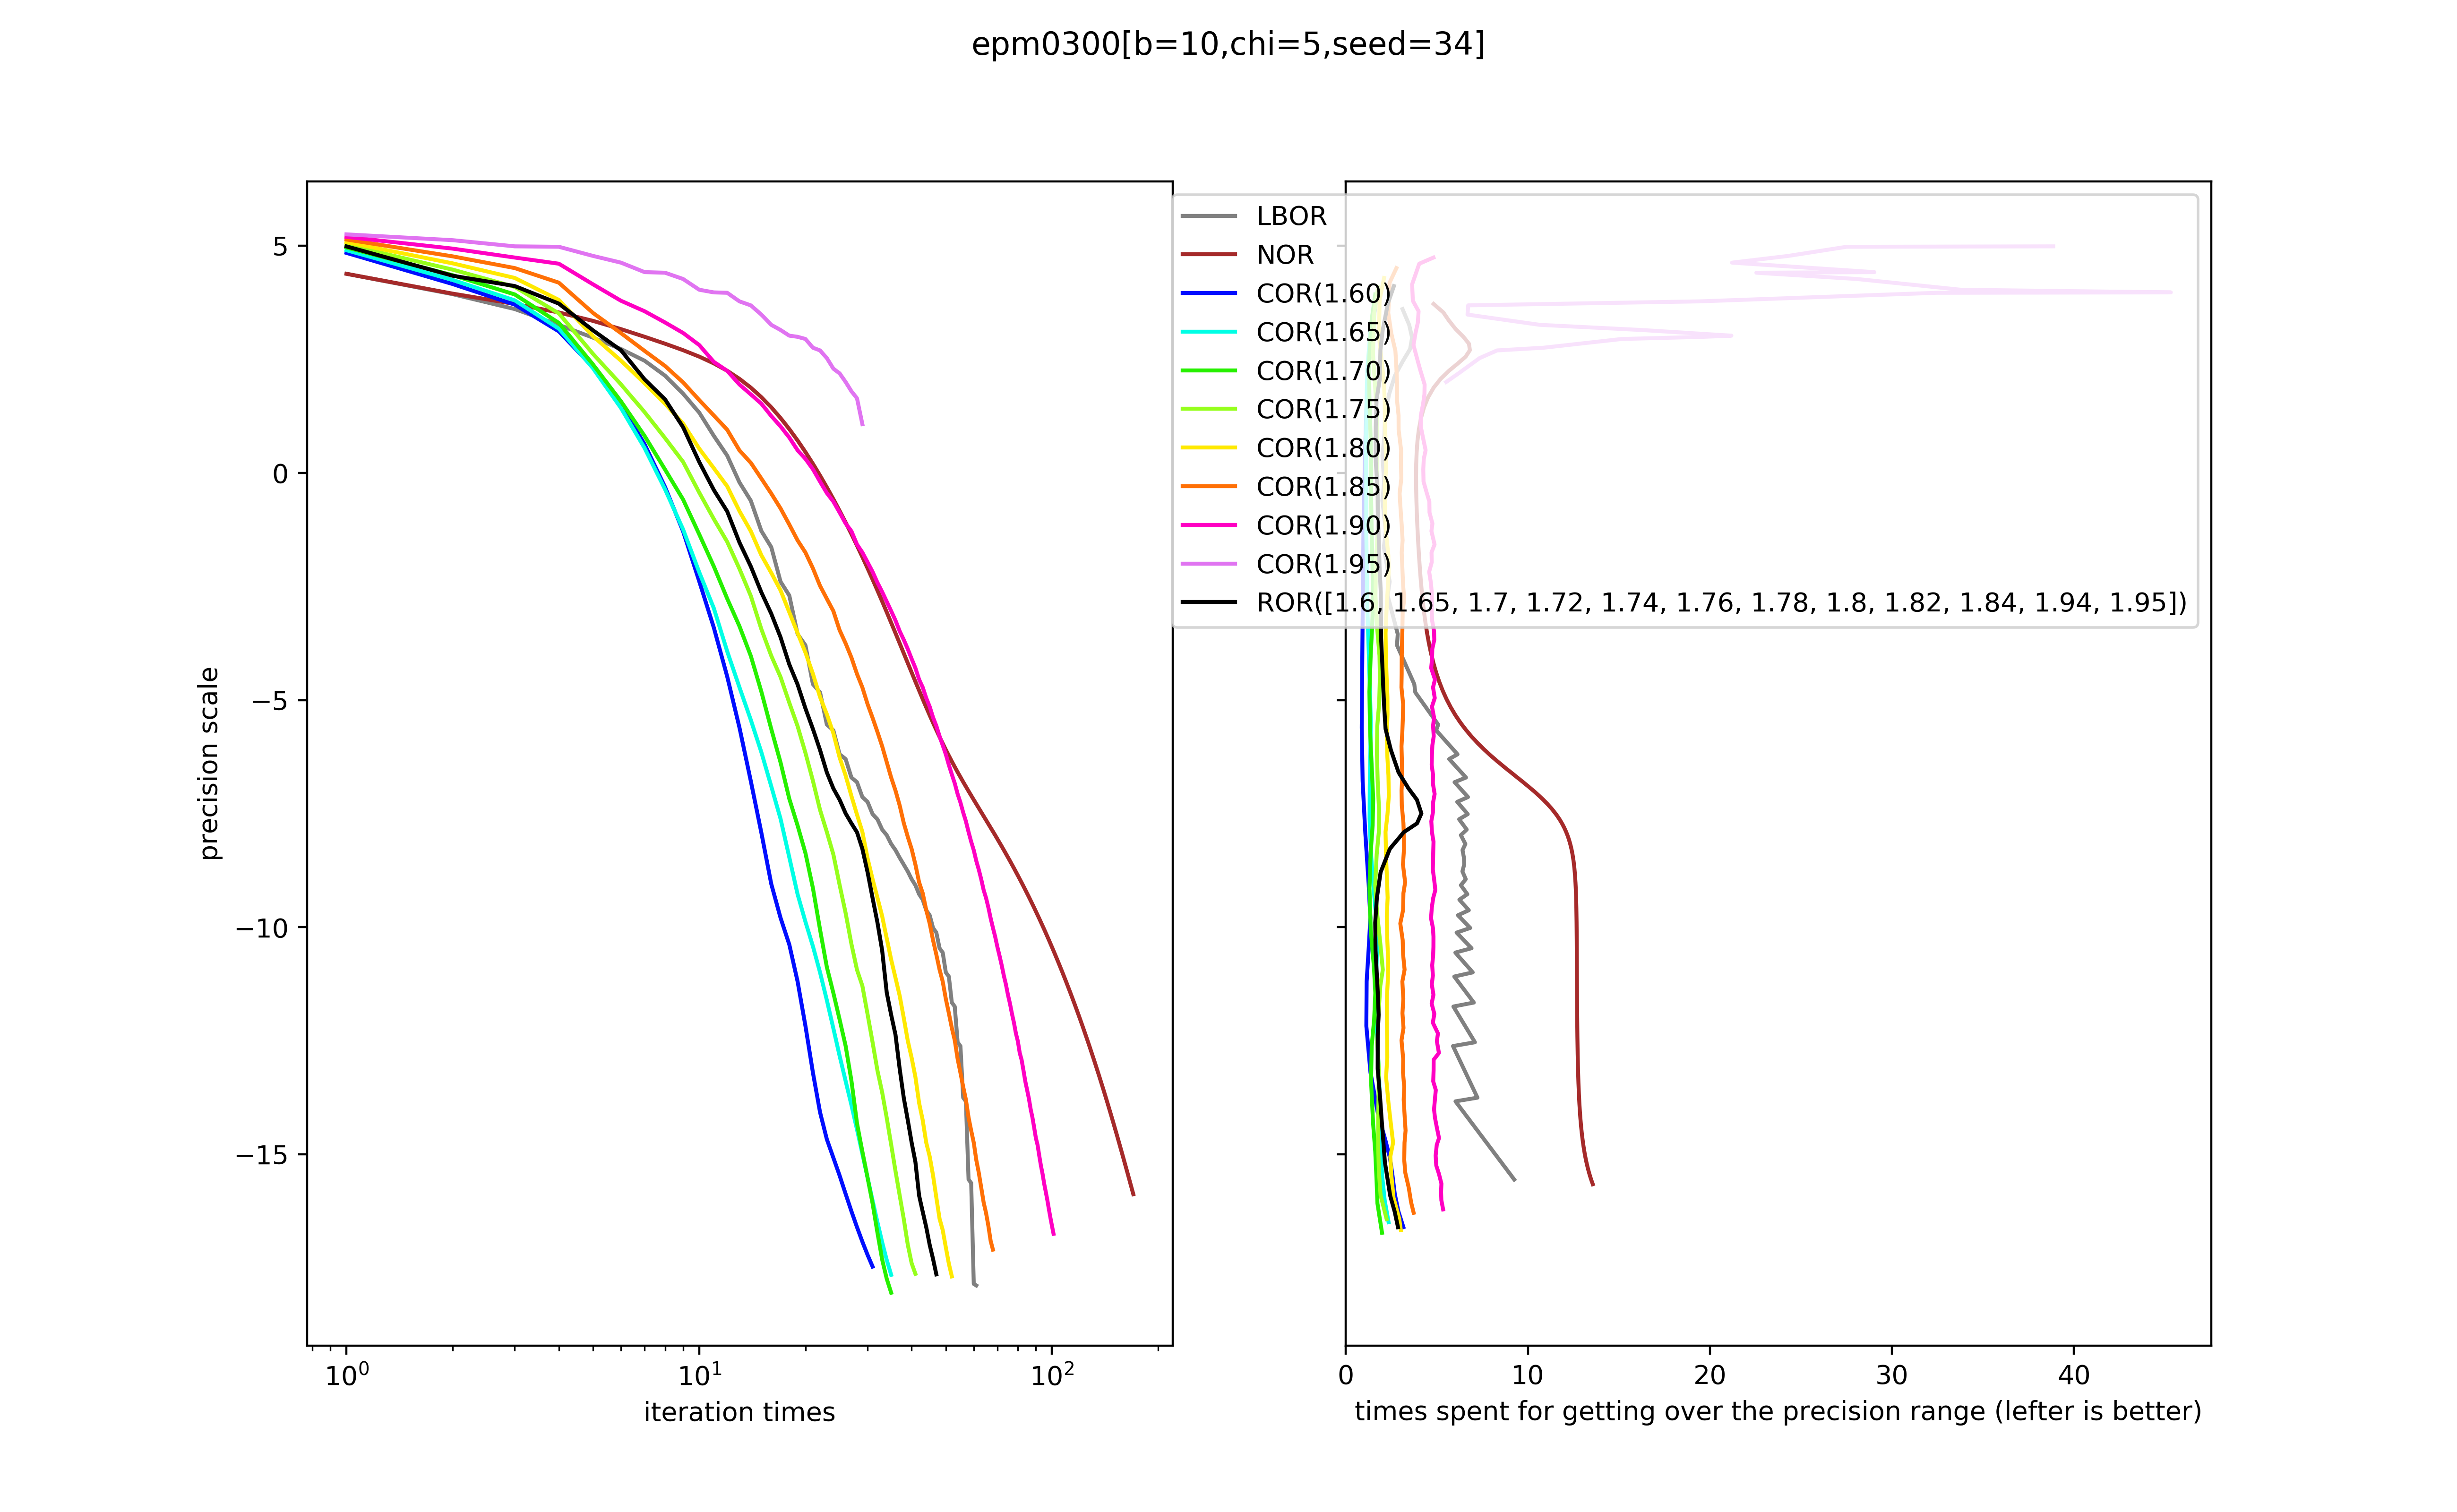 epm0300[b=10,chi=5,seed=34]
precision scale
5
0
−5
−10
−15
10⁰
10¹
10²
iteration times
LBOR
NOR
COR(1.60)
COR(1.65)
COR(1.70)
COR(1.75)
COR(1.80)
COR(1.85)
COR(1.90)
COR(1.95)
ROR([1.6, 1.65, 1.7, 1.72, 1.74, 1.76, 1.78, 1.8, 1.82, 1.84, 1.94, 1.95])
0
10
20
30
40
times spent for getting over the precision range (lefter is better)